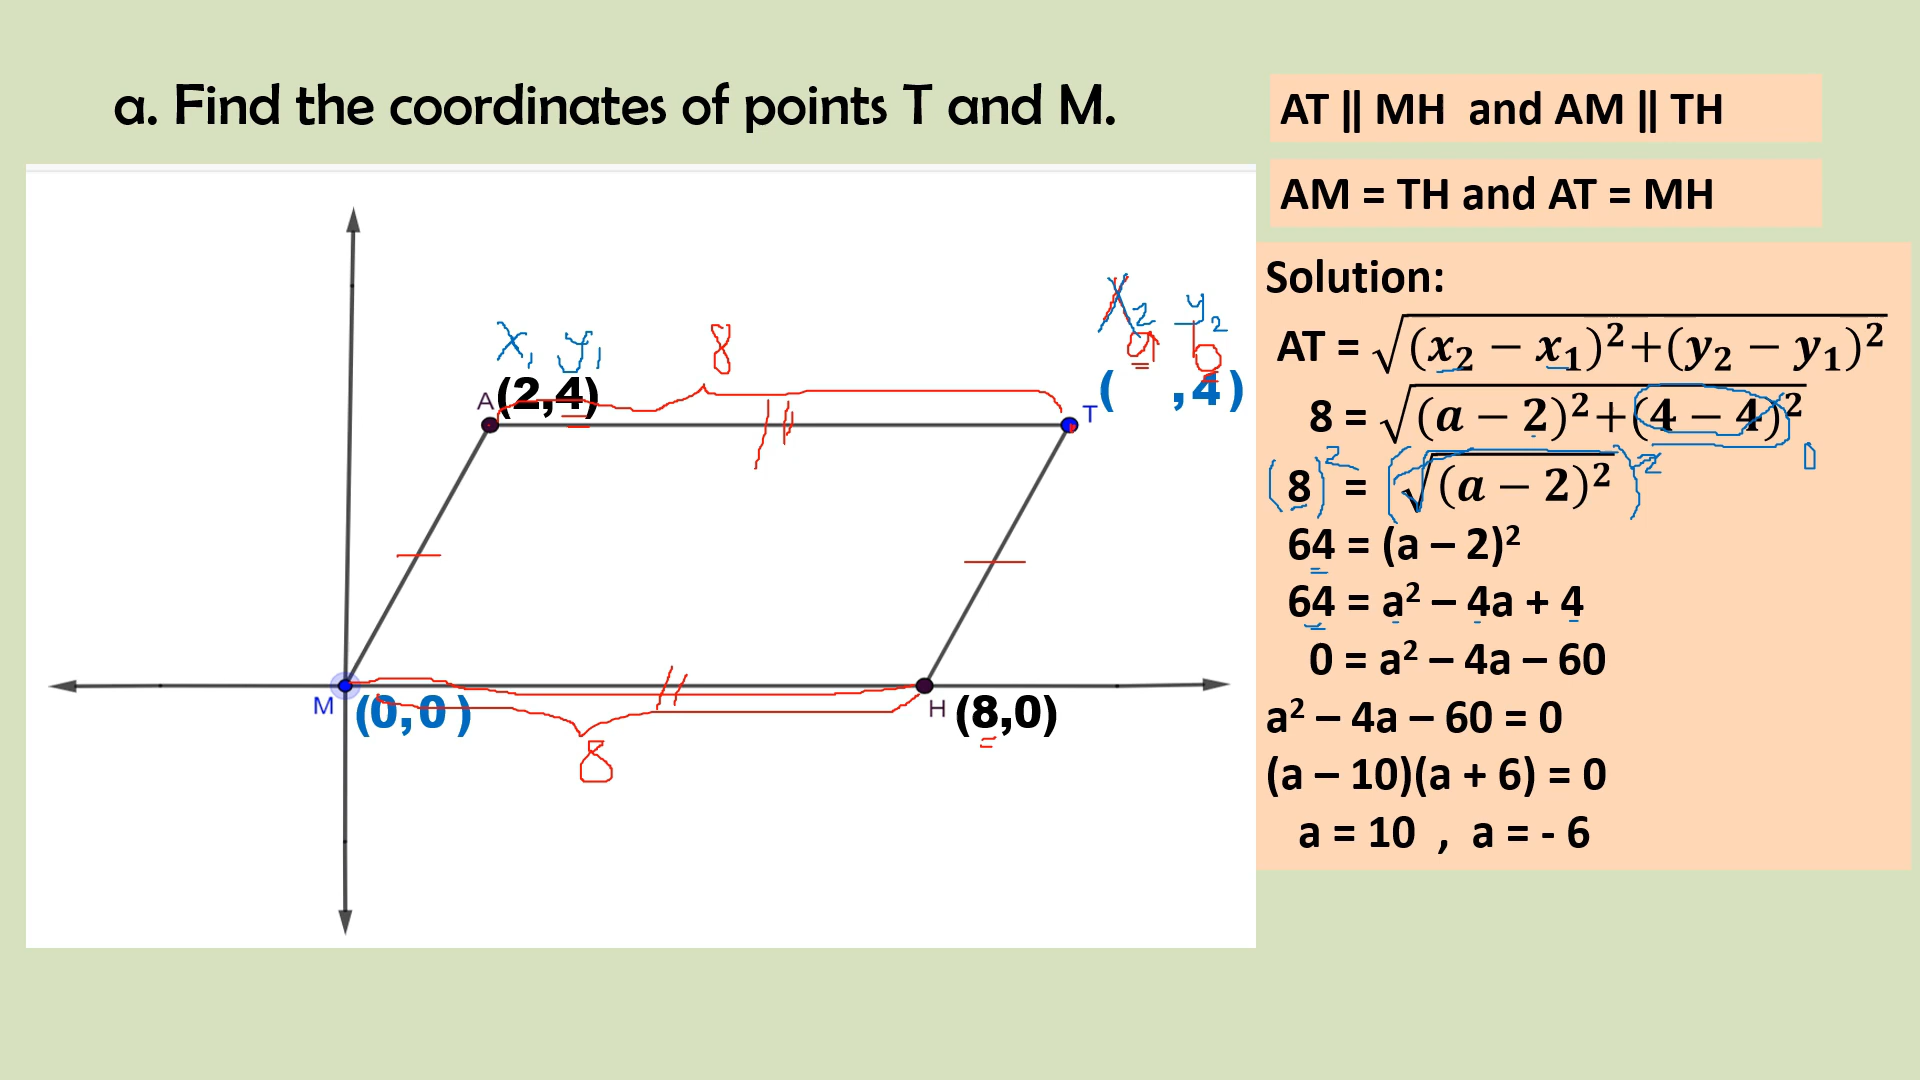 a. Find the coordinates of points T and M.
AT || MH and AM || TH
AM = TH and AT = MH
x₁ y₁
8
x₂ y₂
a b
A (2,4)
T ( ,4)
M (0,0)
H (8,0)
8
Solution:
AT = √(x₂ − x₁)²+(y₂ − y₁)²
8 = √(a − 2)²+(4 − 4)² 0
(8)² = (√(a − 2)²)²
64 = (a – 2)²
64 = a² – 4a + 4
0 = a² – 4a – 60
a² – 4a – 60 = 0
(a – 10)(a + 6) = 0
a = 10 , a = - 6